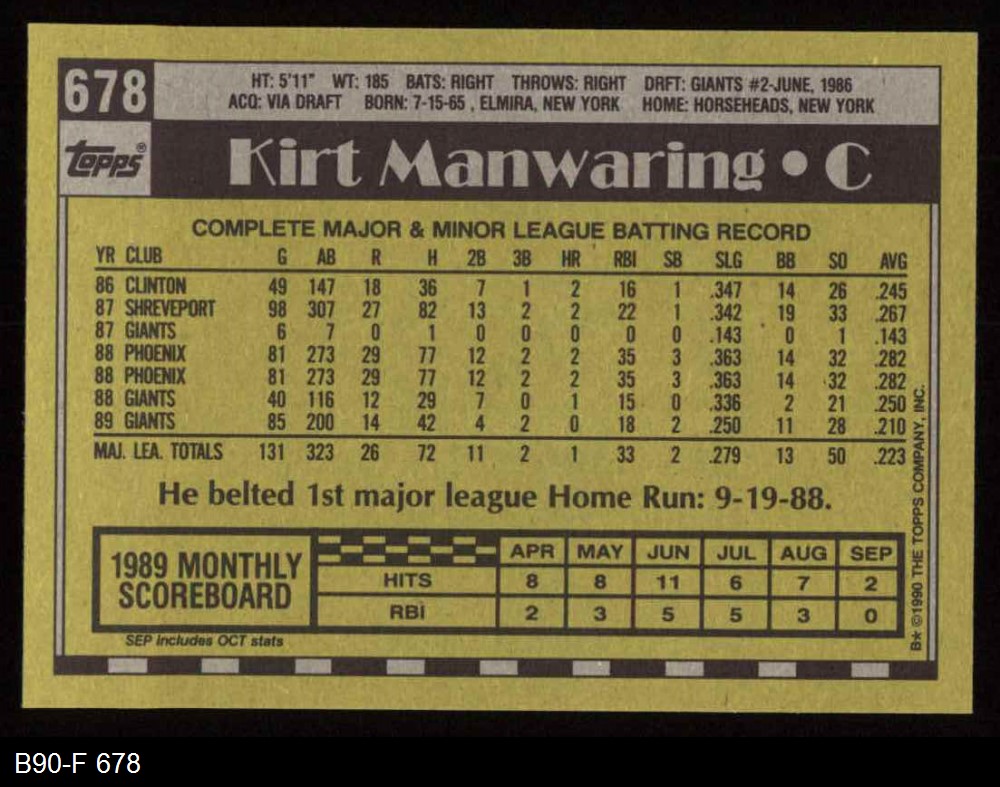 678
HT: 5'11" WT: 185 BATS: RIGHT THROWS: RIGHT DRFT: GIANTS #2-JUNE, 1986
ACQ: VIA DRAFT BORN: 7-15-65 , ELMIRA, NEW YORK HOME: HORSEHEADS, NEW YORK
TOPPS®
Kirt Manwaring • C
COMPLETE MAJOR & MINOR LEAGUE BATTING RECORD
YR CLUB G AB R H 2B 3B HR RBI SB SLG BB SO AVG
86 CLINTON 49 147 18 36 7 1 2 16 1 .347 14 26 .245
87 SHREVEPORT 98 307 27 82 13 2 2 22 1 .342 19 33 .267
87 GIANTS 6 7 0 1 0 0 0 0 0 .143 0 1 .143
88 PHOENIX 81 273 29 77 12 2 2 35 3 .363 14 32 .282
88 PHOENIX 81 273 29 77 12 2 2 35 3 .363 14 32 .282
88 GIANTS 40 116 12 29 7 0 1 15 0 .336 2 21 .250
89 GIANTS 85 200 14 42 4 2 0 18 2 .250 11 28 .210
MAJ. LEA. TOTALS 131 323 26 72 11 2 1 33 2 .279 13 50 .223
He belted 1st major league Home Run: 9-19-88.
1989 MONTHLY
SCOREBOARD
APR MAY JUN JUL AUG SEP
HITS 8 8 11 6 7 2
RBI 2 3 5 5 3 0
SEP includes OCT stats
B* ©1990 THE TOPPS COMPANY, INC.
B90-F 678